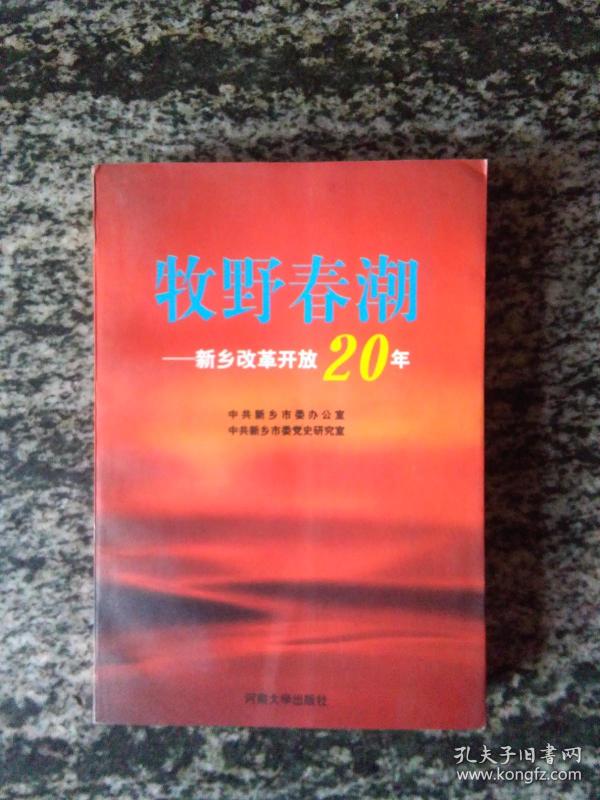 牧野春潮
——新乡改革开放20年
中共新乡市委办公室
中共新乡市委党史研究室
河南大學出版社
孔夫子旧书网
www.kongfz.com